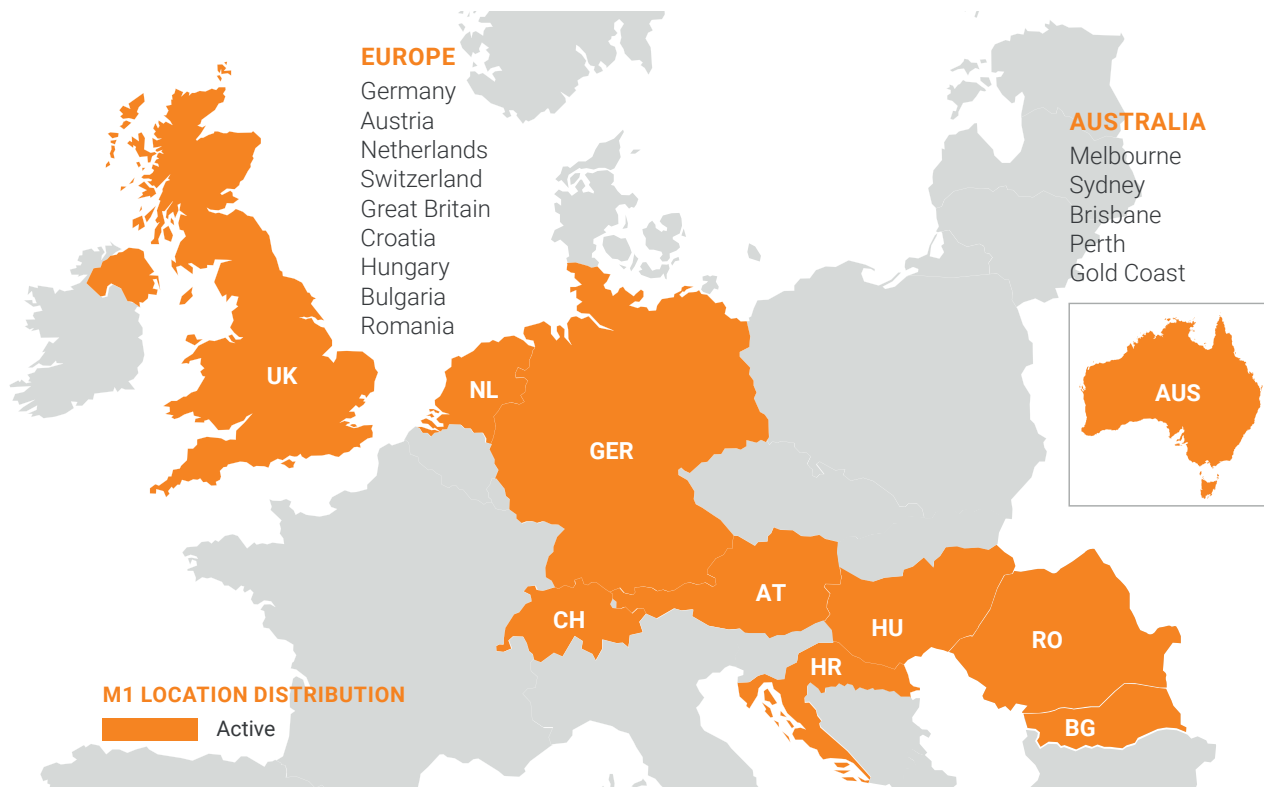 EUROPE
Germany
Austria
Netherlands
Switzerland
Great Britain
Croatia
Hungary
Bulgaria
Romania
AUSTRALIA
Melbourne
Sydney
Brisbane
Perth
Gold Coast
UK
NL
GER
AUS
CH
AT
HU
RO
HR
BG
M1 LOCATION DISTRIBUTION
Active